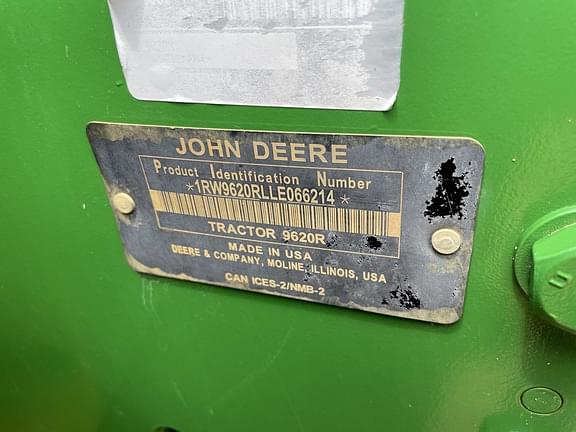 JOHN DEERE
Product Identification Number
*1RW9620RLLE066214*
TRACTOR 9620R
MADE IN USA
DEERE & COMPANY, MOLINE, ILLINOIS, USA
CAN ICES-2/NMB-2